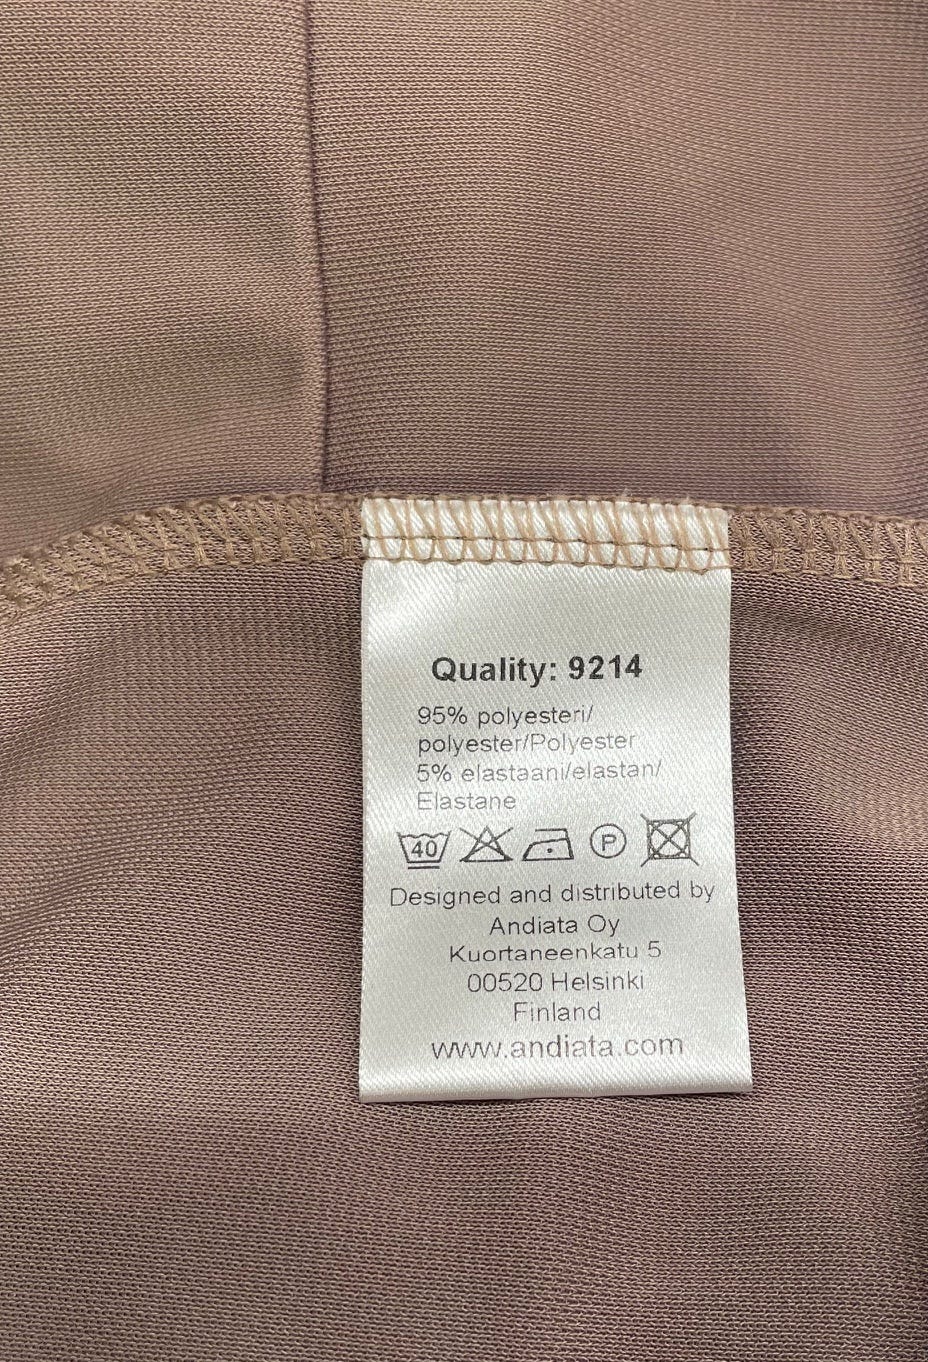 Quality: 9214
95% polyesteri/
polyester/Polyester
5% elastaani/elastan/
Elastane
40 P
Designed and distributed by
Andiata Oy
Kuortaneenkatu 5
00520 Helsinki
Finland
www.andiata.com